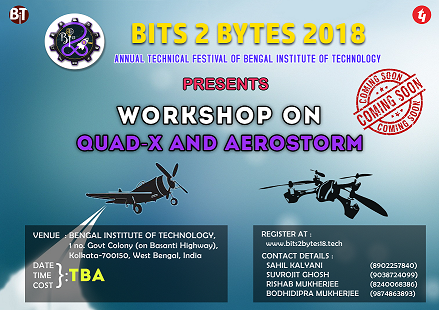 BIT
BITS 2 BYTES 2018
ANNUAL TECHNICAL FESTIVAL OF BENGAL INSTITUTE OF TECHNOLOGY
PRESENTS
COMING SOON
COMING SOON
COMING SOON
WORKSHOP ON
QUAD-X AND AEROSTORM
VENUE : BENGAL INSTITUTE OF TECHNOLOGY,
1 no. Govt Colony (on Basanti Highway),
Kolkata-700150, West Bengal, India
DATE
TIME }:TBA
COST
REGISTER AT :
www.bits2bytes18.tech
CONTACT DETAILS :
SAHIL KALYANI (8902257840)
SUVROJIT GHOSH (9038724099)
RISHAB MUKHERJEE (8240068386)
BODHIDIPRA MUKHERJEE (9874863893)